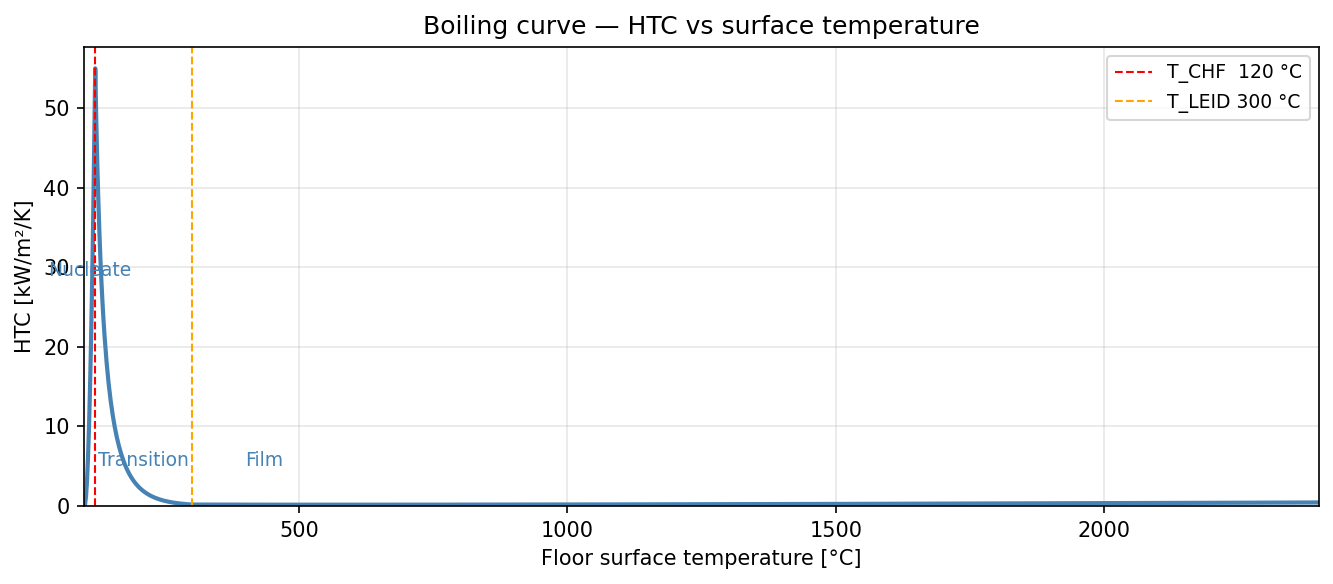 Boiling curve — HTC vs surface temperature
T_CHF  120 °C
T_LEID 300 °C
HTC [kW/m²/K]
50
40
30
20
10
0
Nucleate
Transition
Film
500
1000
1500
2000
Floor surface temperature [°C]